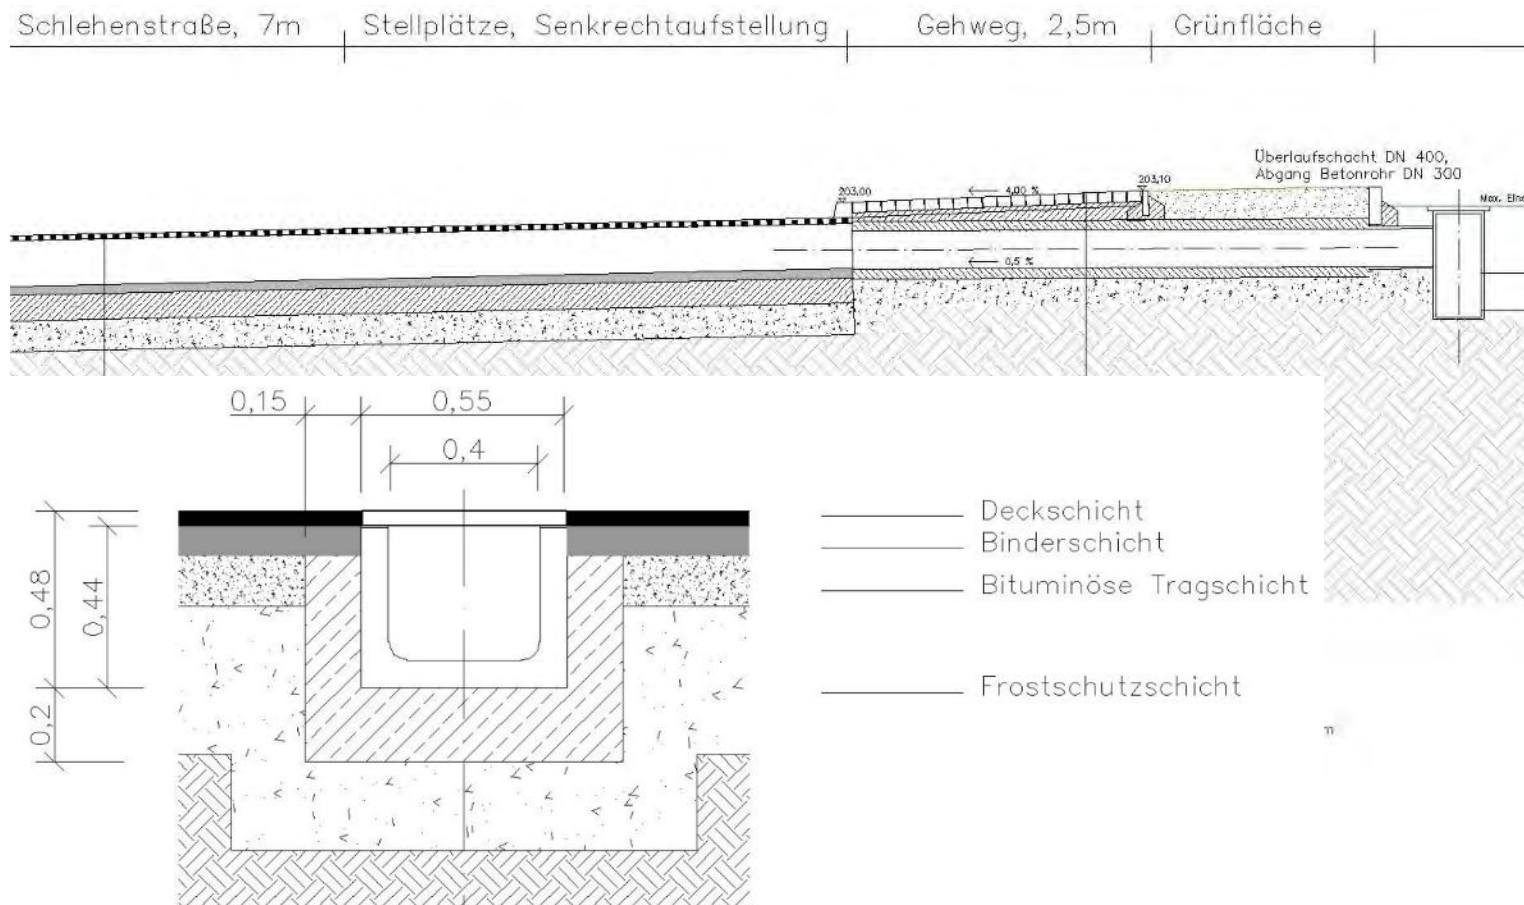 Schlehenstraße, 7m
Stellplätze, Senkrechtaufstellung
Gehweg, 2,5m
Grünfläche
Überlaufschacht DN 400,
Abgang Betonrohr DN 300
203,00
4,00 %
203,10
Max.
0,5 %
0,15
0,55
0,4
0,48
0,44
0,2
Deckschicht
Binderschicht
Bituminöse Tragschicht
Frostschutzschicht
m